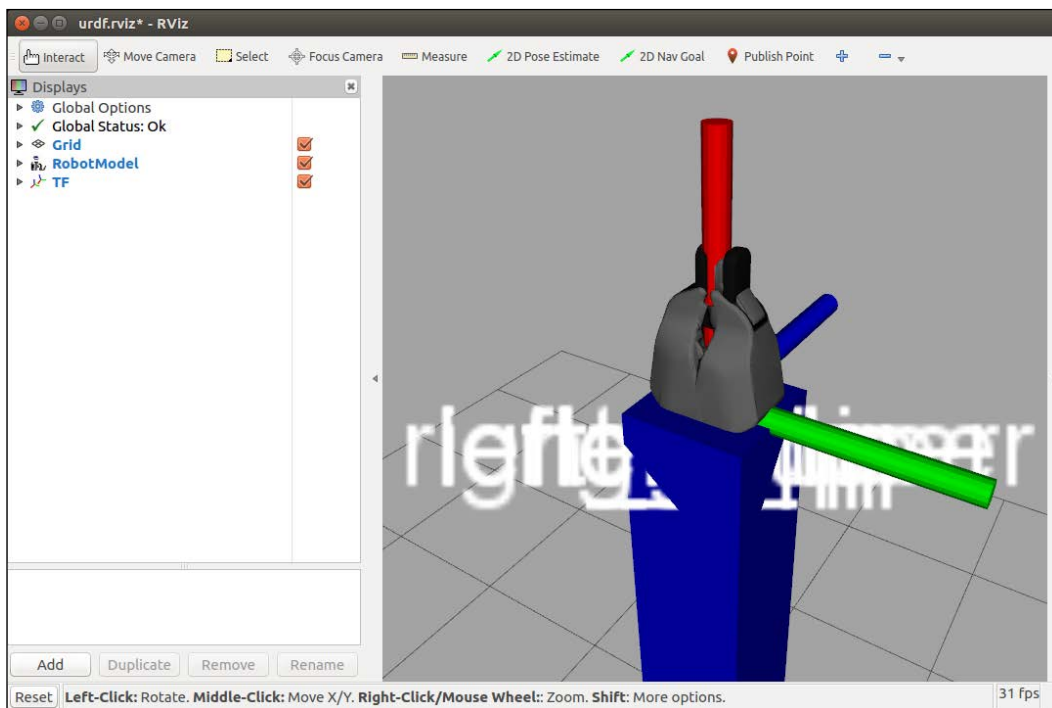 urdf.rviz* - RViz
Interact Move Camera Select Focus Camera Measure 2D Pose Estimate 2D Nav Goal Publish Point
Displays
Global Options
Global Status: Ok
Grid
RobotModel
TF
Add Duplicate Remove Rename
Reset Left-Click: Rotate. Middle-Click: Move X/Y. Right-Click/Mouse Wheel:: Zoom. Shift: More options. 31 fps